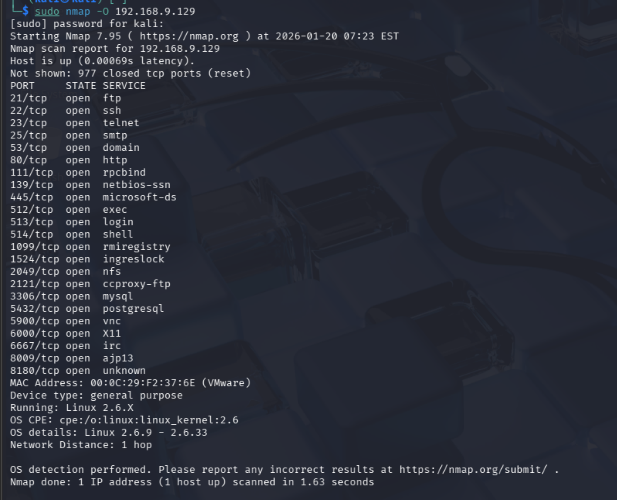 $ sudo nmap -O 192.168.9.129
[sudo] password for kali:
Starting Nmap 7.95 ( https://nmap.org ) at 2026-01-20 07:23 EST
Nmap scan report for 192.168.9.129
Host is up (0.00069s latency).
Not shown: 977 closed tcp ports (reset)
PORT     STATE SERVICE
21/tcp   open  ftp
22/tcp   open  ssh
23/tcp   open  telnet
25/tcp   open  smtp
53/tcp   open  domain
80/tcp   open  http
111/tcp  open  rpcbind
139/tcp  open  netbios-ssn
445/tcp  open  microsoft-ds
512/tcp  open  exec
513/tcp  open  login
514/tcp  open  shell
1099/tcp open  rmiregistry
1524/tcp open  ingreslock
2049/tcp open  nfs
2121/tcp open  ccproxy-ftp
3306/tcp open  mysql
5432/tcp open  postgresql
5900/tcp open  vnc
6000/tcp open  X11
6667/tcp open  irc
8009/tcp open  ajp13
8180/tcp open  unknown
MAC Address: 00:0C:29:F2:37:6E (VMware)
Device type: general purpose
Running: Linux 2.6.X
OS CPE: cpe:/o:linux:linux_kernel:2.6
OS details: Linux 2.6.9 - 2.6.33
Network Distance: 1 hop
OS detection performed. Please report any incorrect results at https://nmap.org/submit/ .
Nmap done: 1 IP address (1 host up) scanned in 1.63 seconds